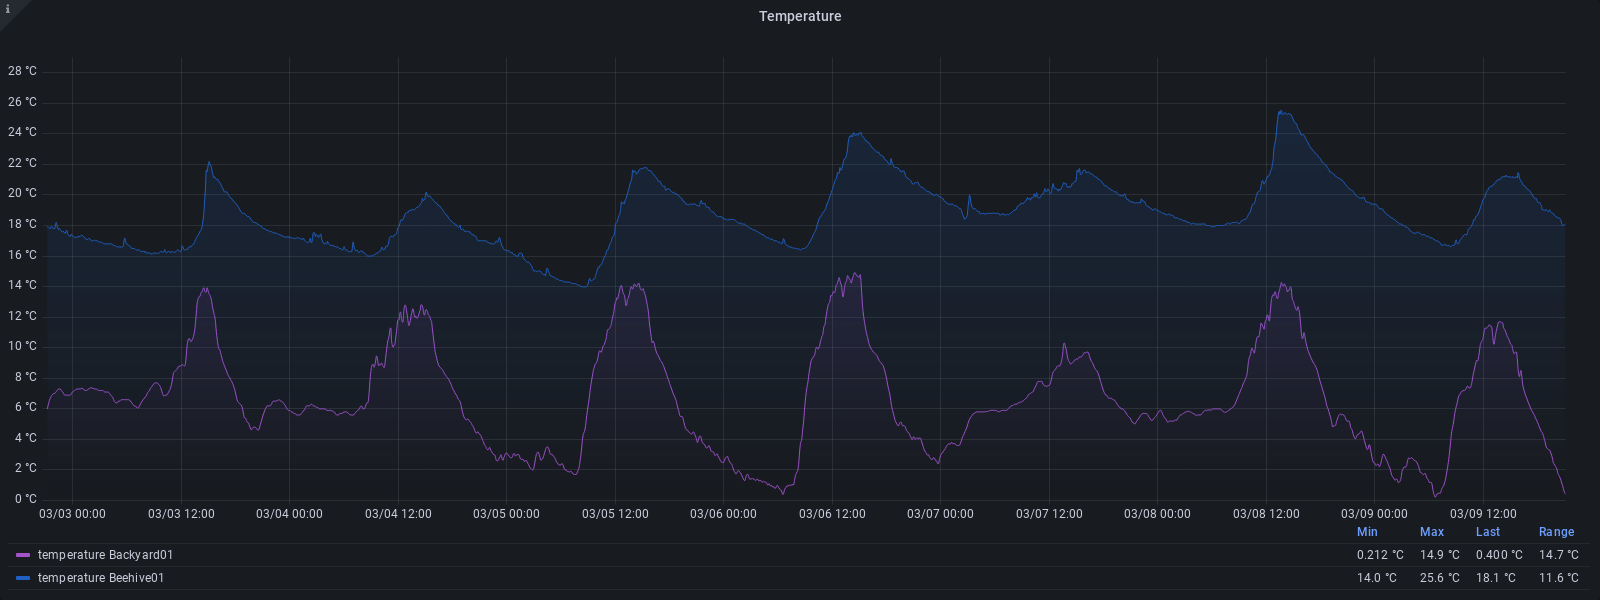 i
Temperature
28 °C
26 °C
24 °C
22 °C
20 °C
18 °C
16 °C
14 °C
12 °C
10 °C
8 °C
6 °C
4 °C
2 °C
0 °C
03/03 00:00 03/03 12:00 03/04 00:00 03/04 12:00 03/05 00:00 03/05 12:00 03/06 00:00 03/06 12:00 03/07 00:00 03/07 12:00 03/08 00:00 03/08 12:00 03/09 00:00 03/09 12:00
Min Max Last Range
temperature Backyard01 0.212 °C 14.9 °C 0.400 °C 14.7 °C
temperature Beehive01 14.0 °C 25.6 °C 18.1 °C 11.6 °C